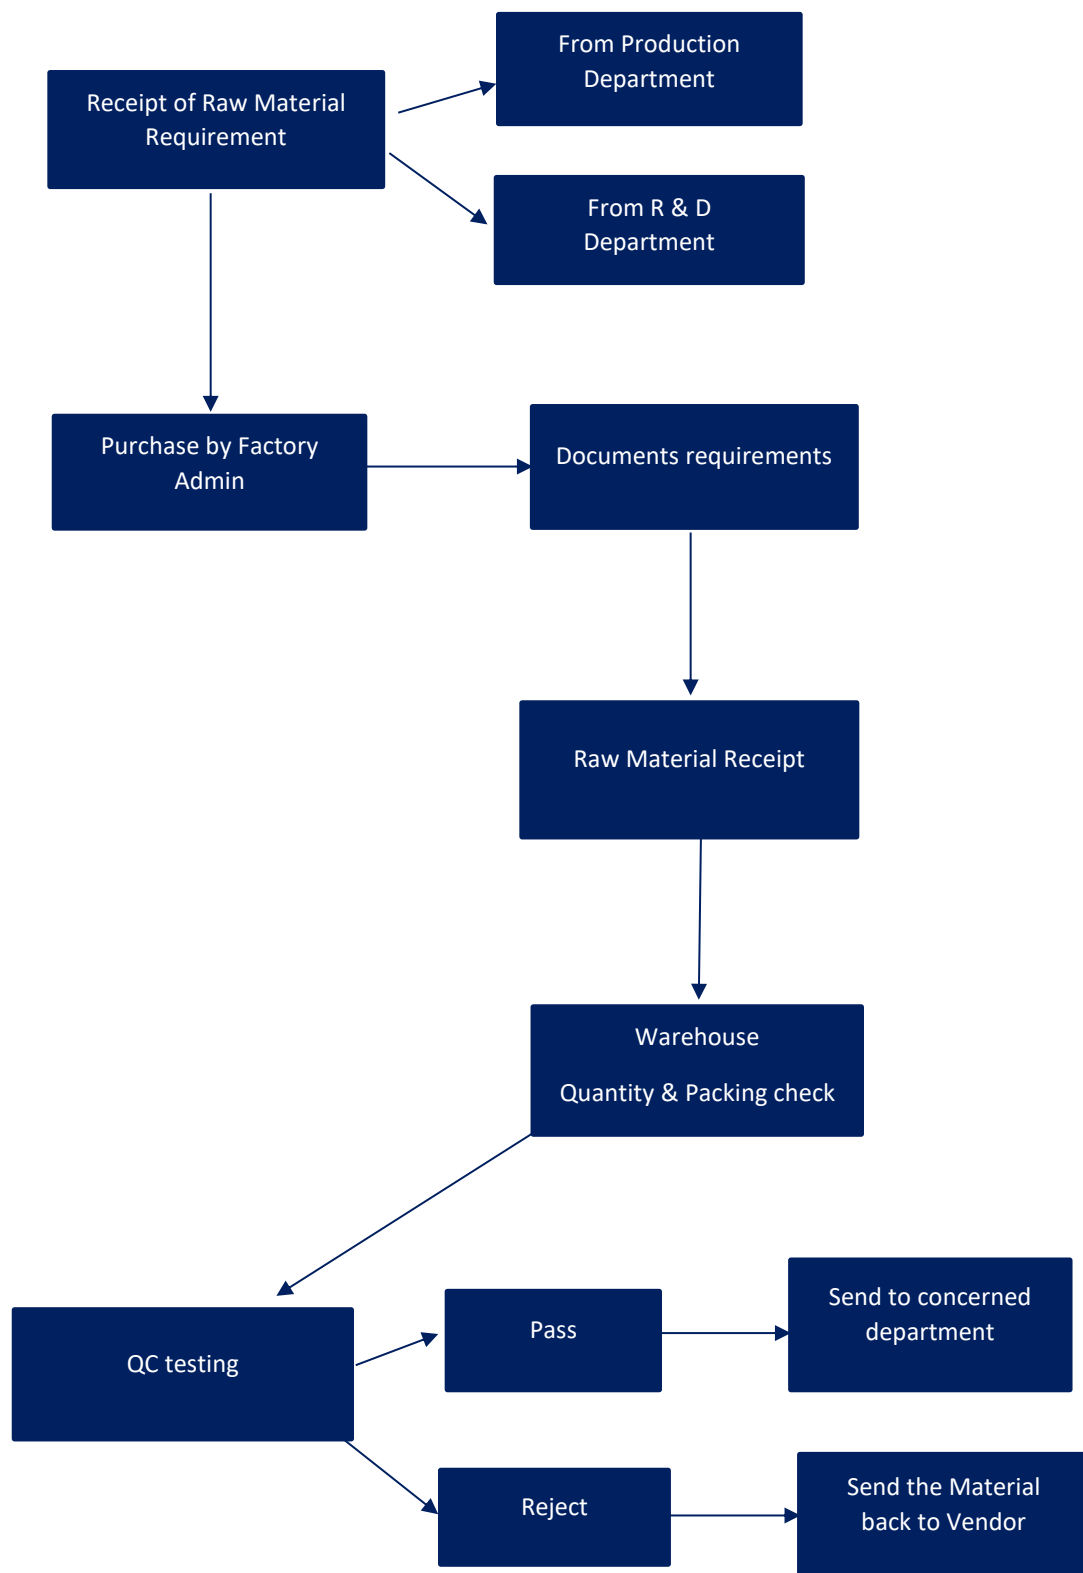 Receipt of Raw Material
Requirement
From Production
Department
From R & D
Department
Purchase by Factory
Admin
Documents requirements
Raw Material Receipt
Warehouse
Quantity & Packing check
QC testing
Pass
Send to concerned
department
Reject
Send the Material
back to Vendor